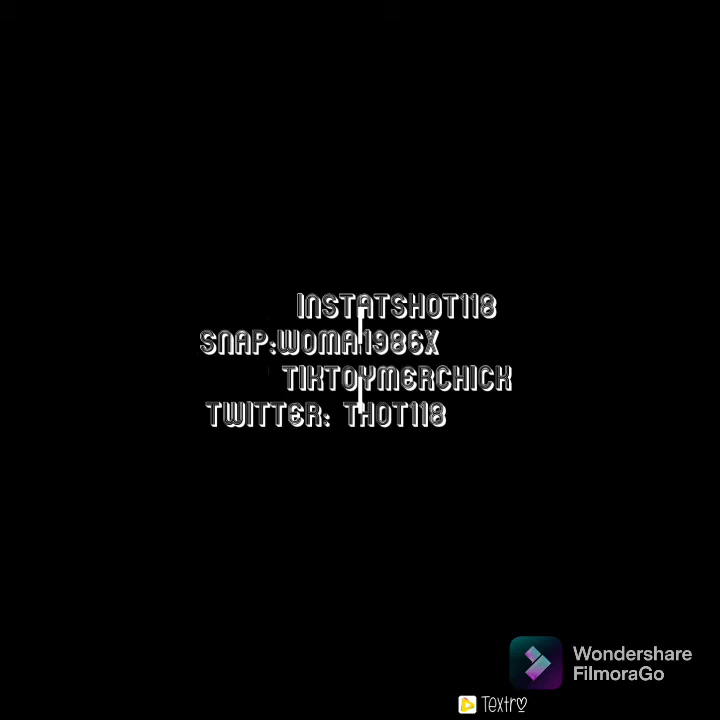 INSTATSHOT118
SNAP:WOMA1986X
TIKTOYMERCHICK
TWITTER: THOT118
Wondershare
FilmoraGo
Textro